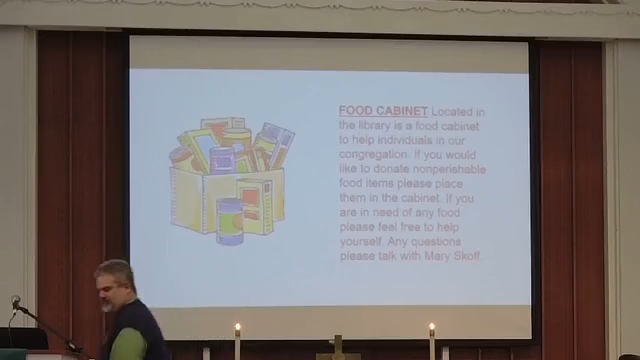 FOOD CABINET Located in
the library is a food cabinet
to help individuals in our
congregation. If you would
like to donate nonperishable
food items please place
them in the cabinet. If you
are in need of any food
please feel free to help
yourself. Any questions
please talk with Mary Skoff.